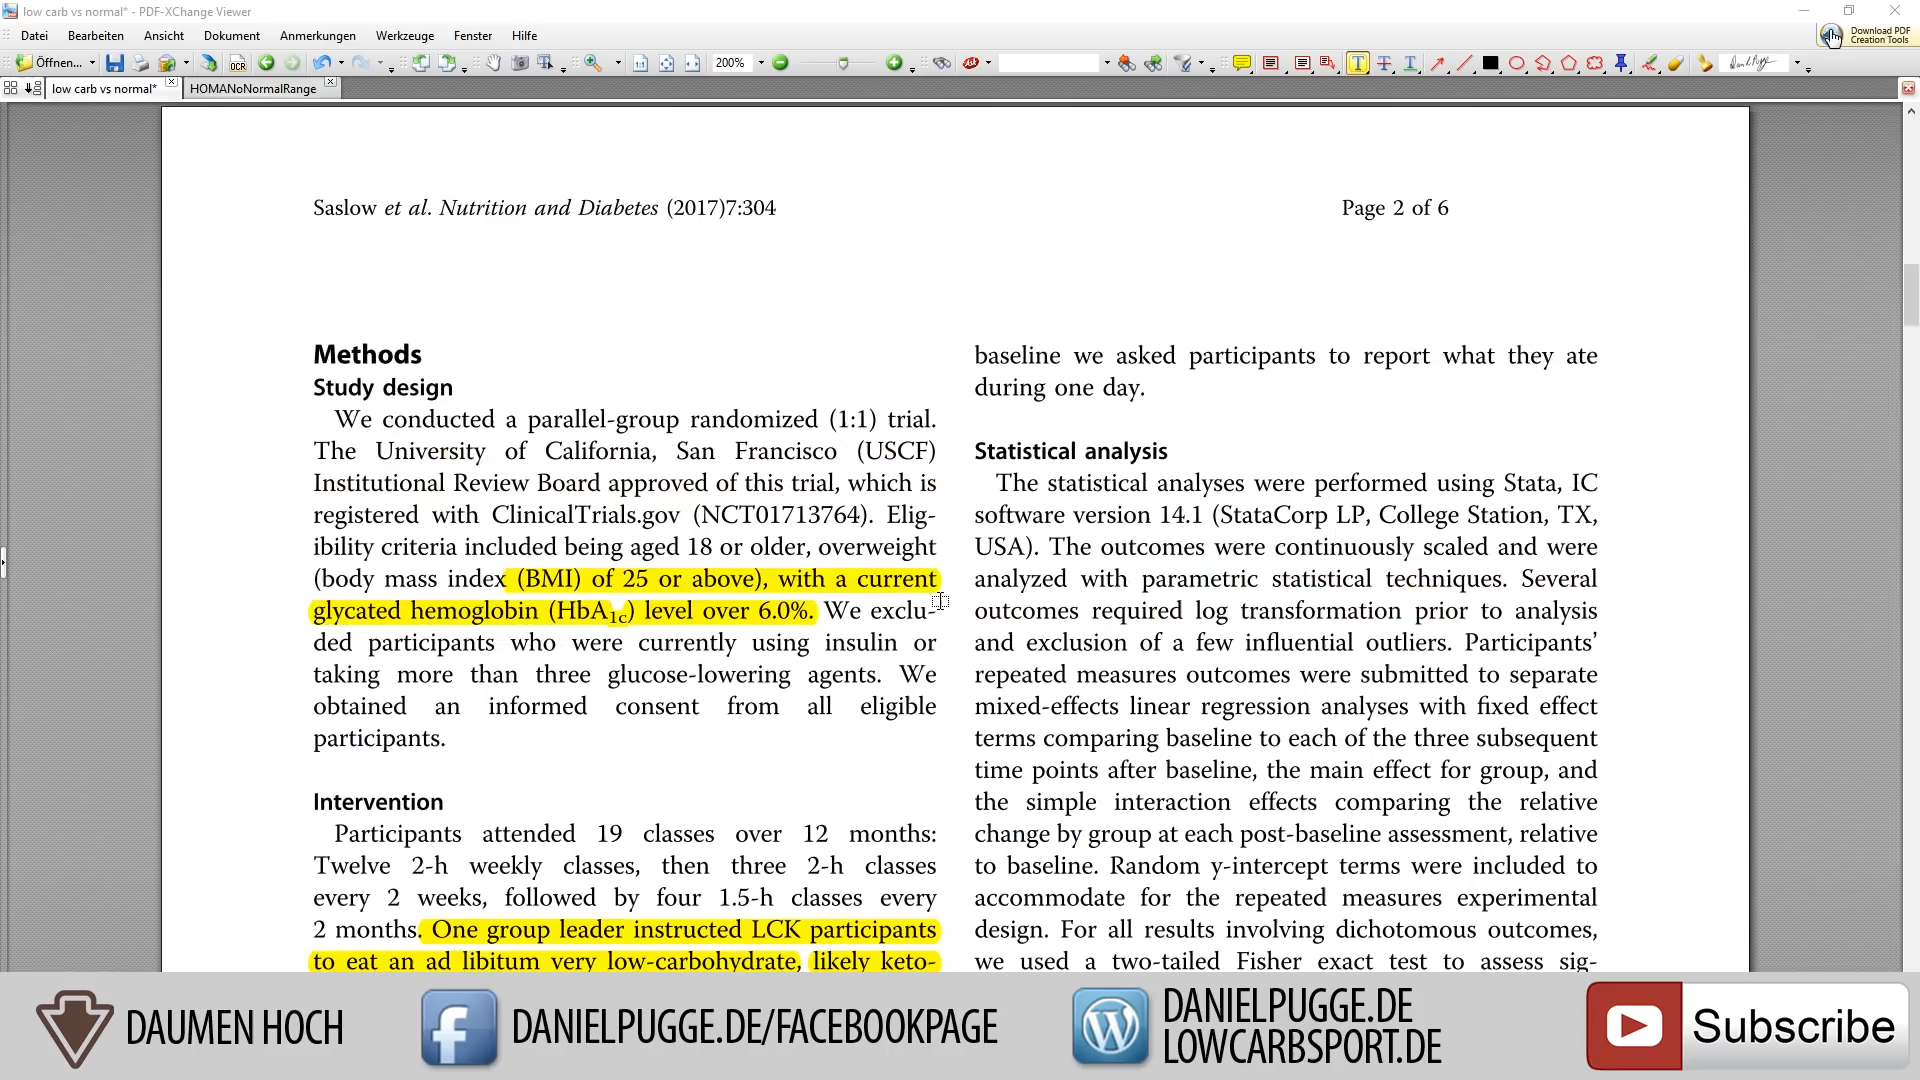 low carb vs normal* - PDF-XChange Viewer
Datei Bearbeiten Ansicht Dokument Anmerkungen Werkzeuge Fenster Hilfe
Download PDF
Creation Tools
Öffnen...
OCR
200%
low carb vs normal*
HOMANoNormalRange
Saslow et al. Nutrition and Diabetes (2017)7:304
Page 2 of 6
Methods
Study design
We conducted a parallel-group randomized (1:1) trial.
The University of California, San Francisco (USCF)
Institutional Review Board approved of this trial, which is
registered with ClinicalTrials.gov (NCT01713764). Elig-
ibility criteria included being aged 18 or older, overweight
(body mass index (BMI) of 25 or above), with a current
glycated hemoglobin (HbA1c) level over 6.0%. We exclu-
ded participants who were currently using insulin or
taking more than three glucose-lowering agents. We
obtained an informed consent from all eligible
participants.
Intervention
Participants attended 19 classes over 12 months:
Twelve 2-h weekly classes, then three 2-h classes
every 2 weeks, followed by four 1.5-h classes every
2 months. One group leader instructed LCK participants
to eat an ad libitum very low-carbohydrate, likely keto-
baseline we asked participants to report what they ate
during one day.
Statistical analysis
The statistical analyses were performed using Stata, IC
software version 14.1 (StataCorp LP, College Station, TX,
USA). The outcomes were continuously scaled and were
analyzed with parametric statistical techniques. Several
outcomes required log transformation prior to analysis
and exclusion of a few influential outliers. Participants’
repeated measures outcomes were submitted to separate
mixed-effects linear regression analyses with fixed effect
terms comparing baseline to each of the three subsequent
time points after baseline, the main effect for group, and
the simple interaction effects comparing the relative
change by group at each post-baseline assessment, relative
to baseline. Random y-intercept terms were included to
accommodate for the repeated measures experimental
design. For all results involving dichotomous outcomes,
we used a two-tailed Fisher exact test to assess sig-
DAUMEN HOCH
DANIELPUGGE.DE/FACEBOOKPAGE
DANIELPUGGE.DE
LOWCARBSPORT.DE
Subscribe